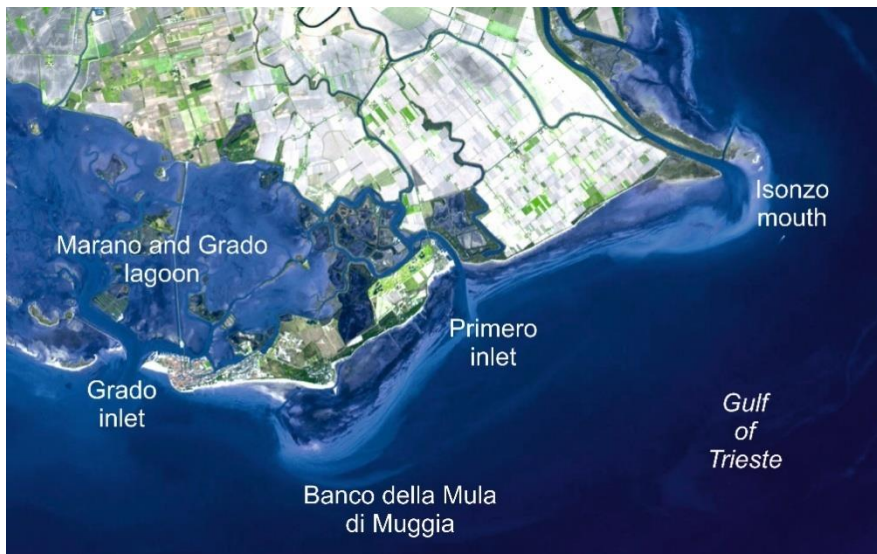 Marano and Grado
lagoon
Isonzo
mouth
Primero
inlet
Grado
inlet
Gulf
of
Trieste
Banco della Mula
di Muggia